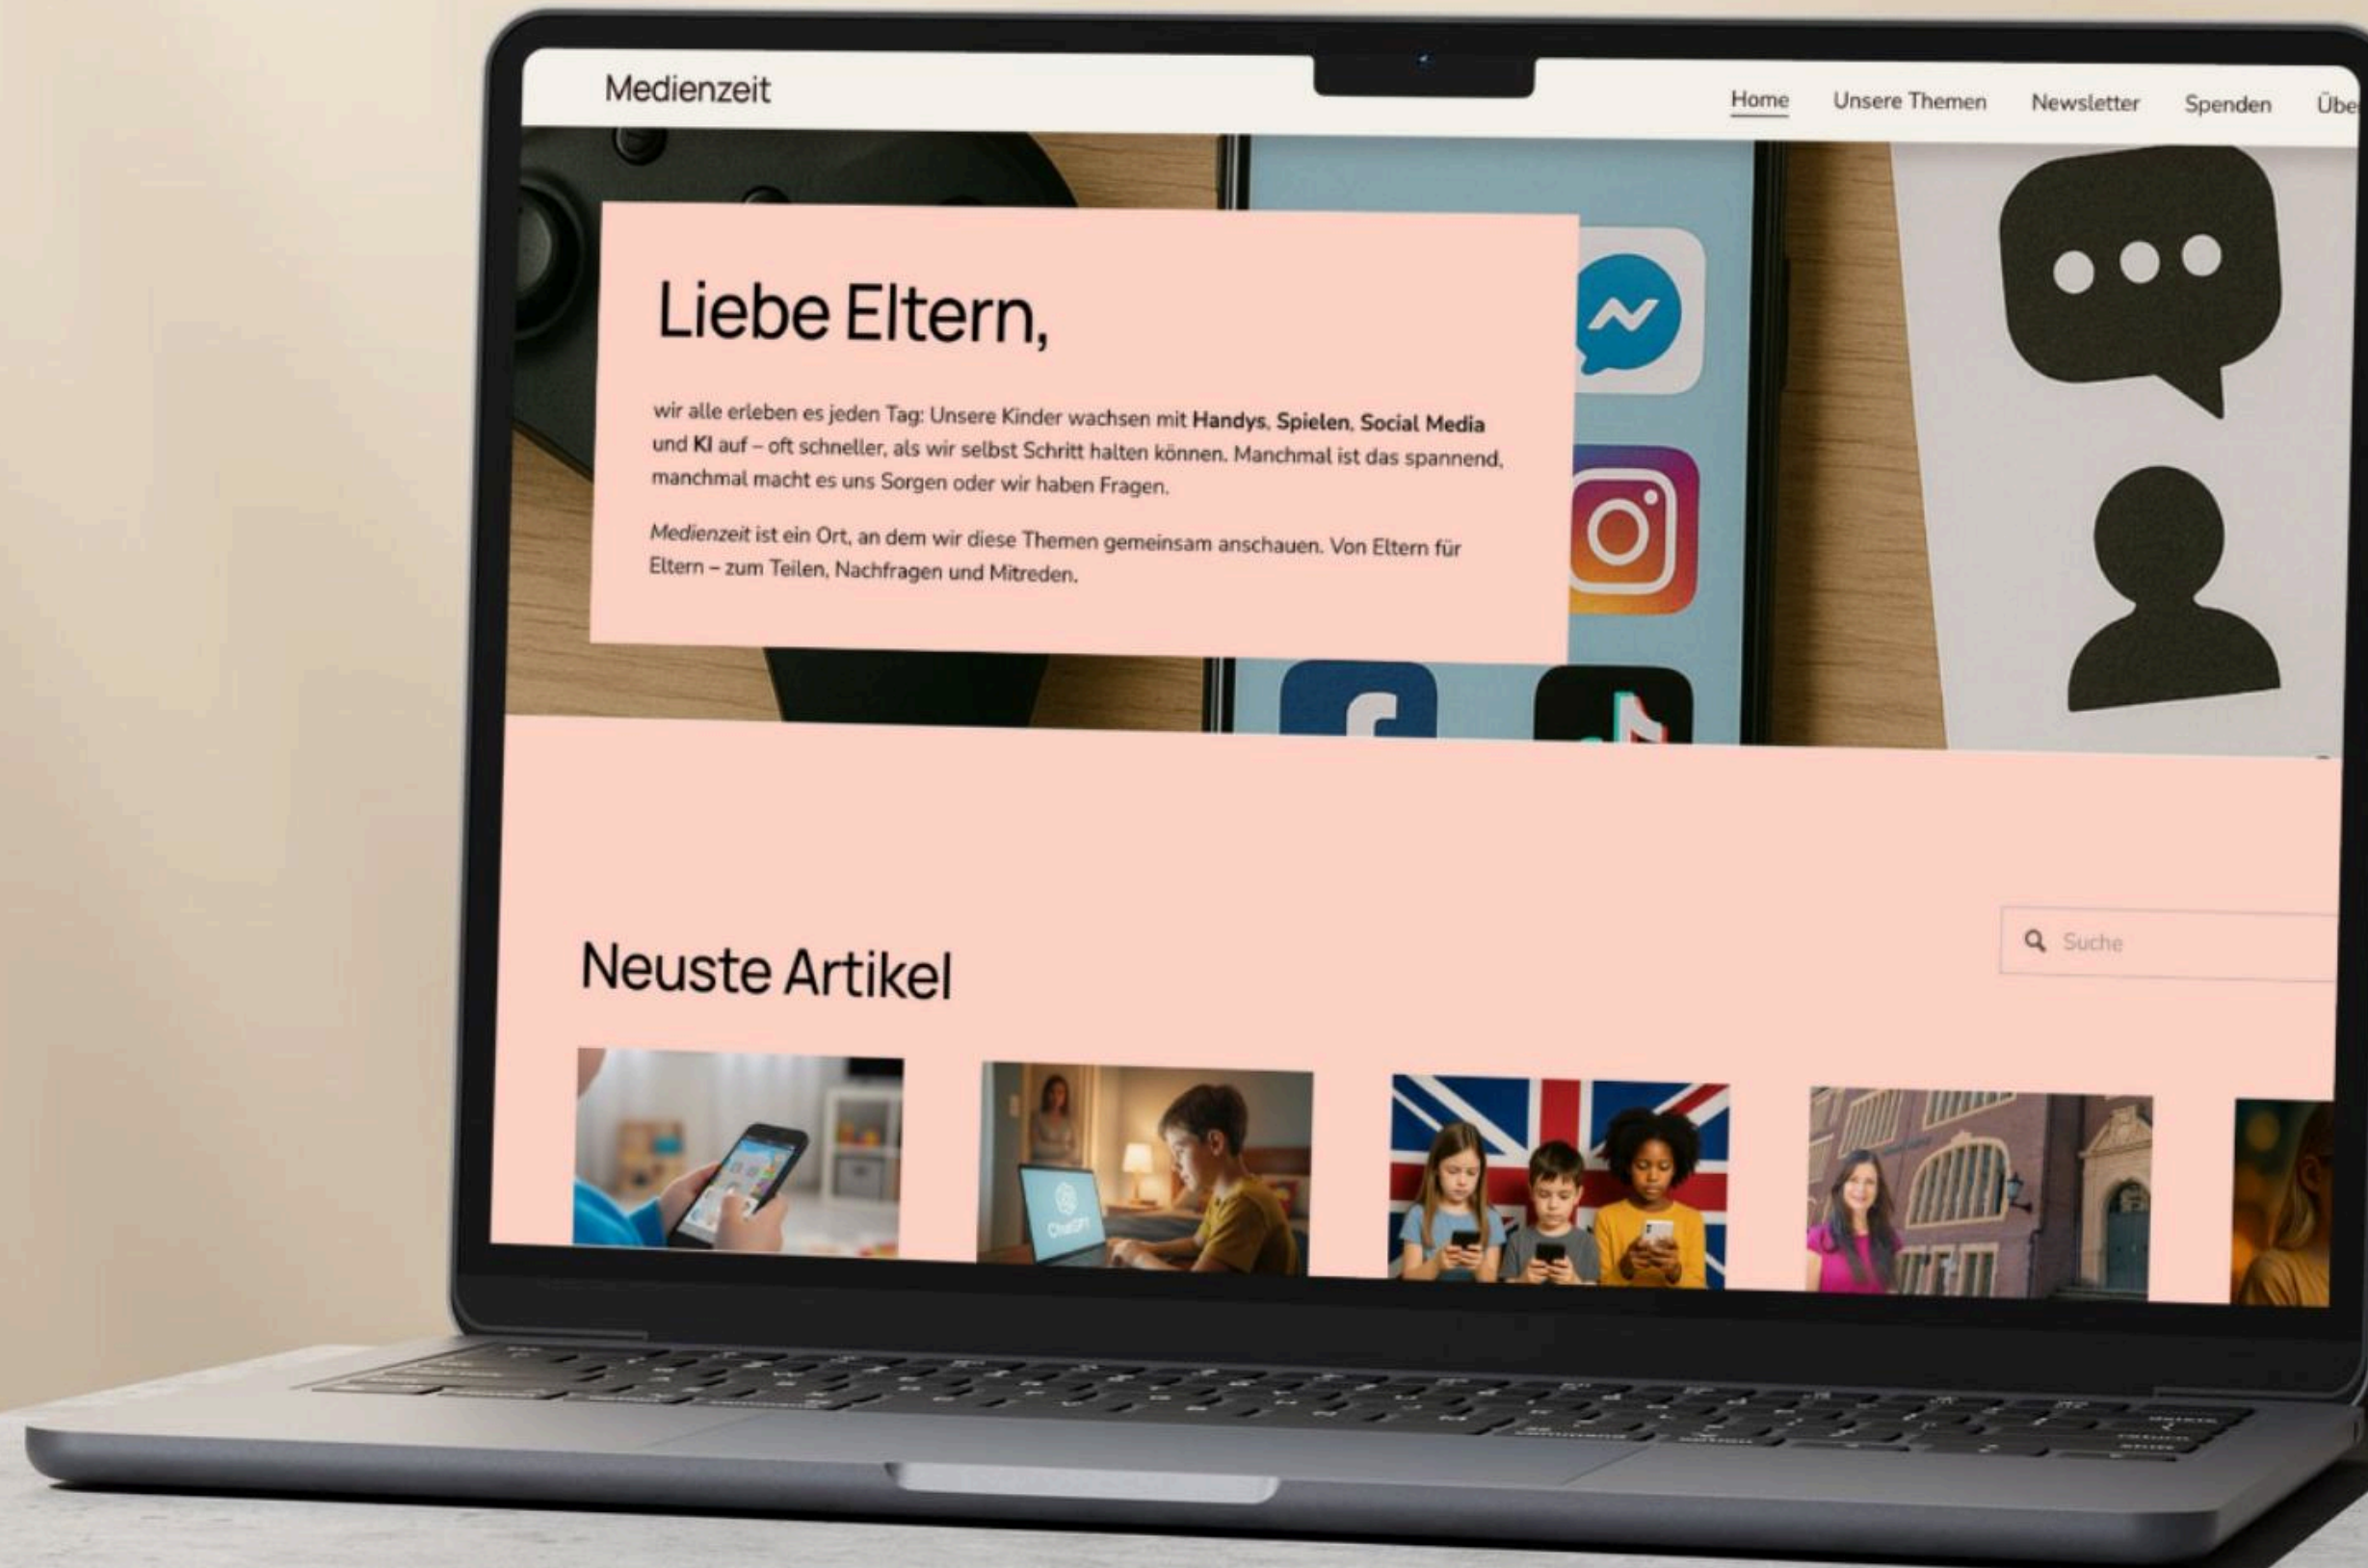 Medienzeit
Home Unsere Themen Newsletter Spenden
Liebe Eltern,
wir alle erleben es jeden Tag: Unsere Kinder wachsen mit Handys, Spielen, Social Media
und KI auf – oft schneller, als wir selbst Schritt halten können. Manchmal ist das spannend,
manchmal macht es uns Sorgen oder wir haben Fragen.
Medienzeit ist ein Ort, an dem wir diese Themen gemeinsam anschauen. Von Eltern für
Eltern – zum Teilen, Nachfragen und Mitreden.
Suche
Neuste Artikel
ChatGPT